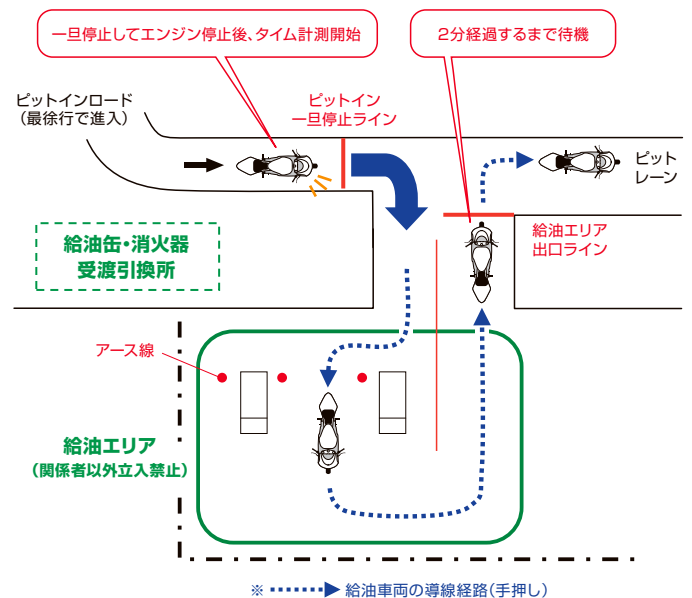 一旦停止してエンジン停止後、タイム計測開始
2分経過するまで待機
ピットインロード
(最徐行で進入)
ピットイン
一旦停止ライン
ピット
レーン
給油缶・消火器
受渡引換所
給油エリア
出口ライン
アース線
給油エリア
(関係者以外立入禁止)
※ 給油車両の導線経路(手押し)